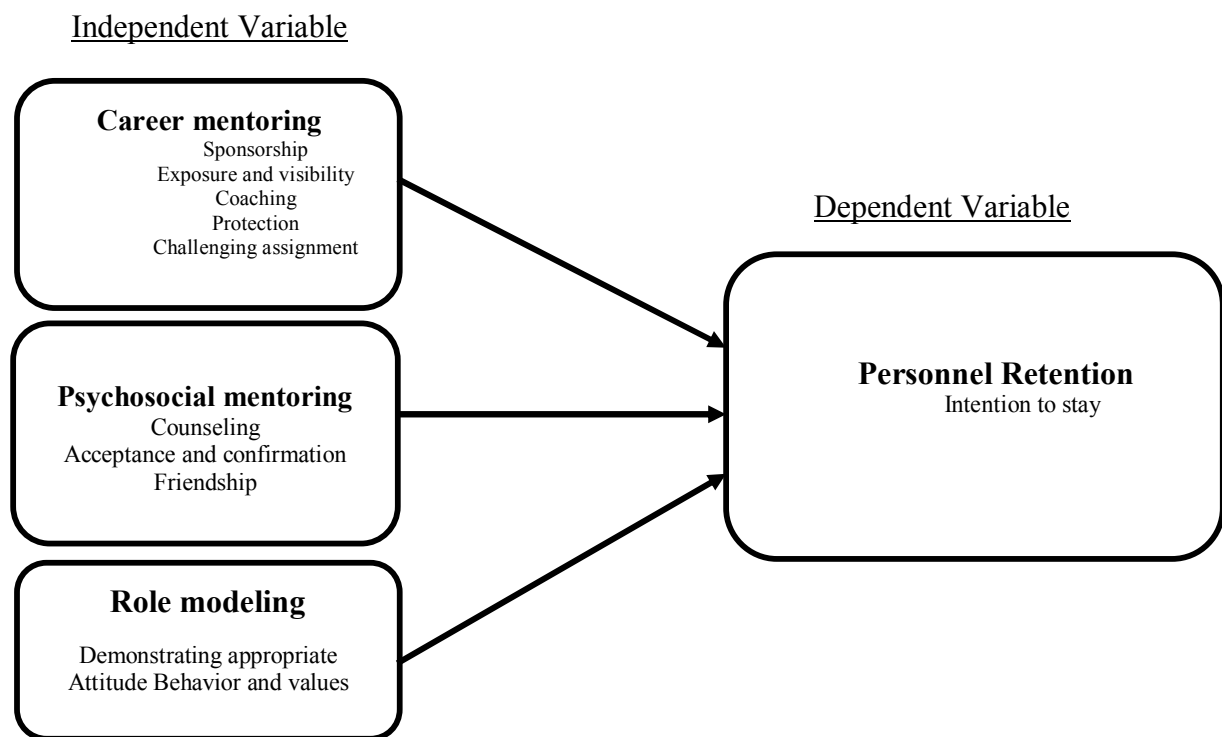 Independent Variable
Career mentoring
Sponsorship
Exposure and visibility
Coaching
Protection
Challenging assignment
Psychosocial mentoring
Counseling
Acceptance and confirmation
Friendship
Role modeling
Demonstrating appropriate
Attitude Behavior and values
Dependent Variable
Personnel Retention
Intention to stay